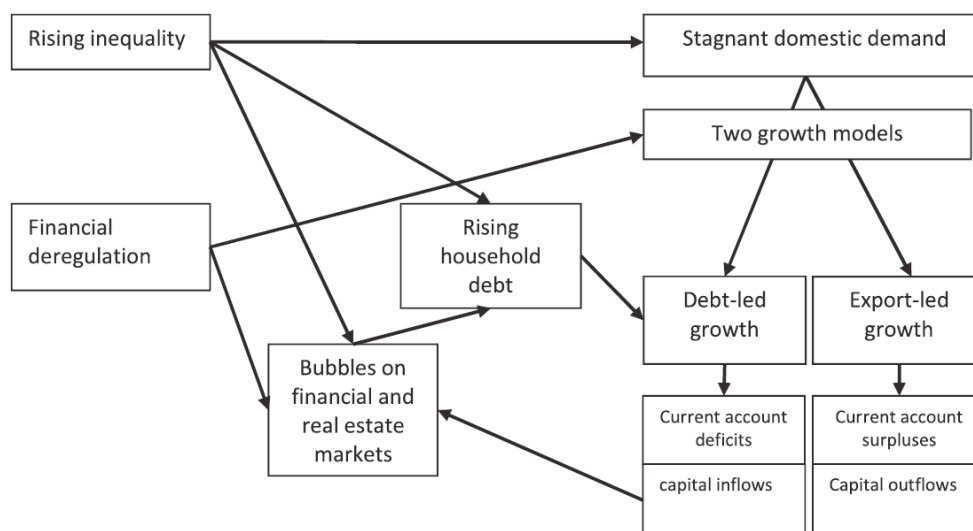 Rising inequality
Stagnant domestic demand
Two growth models
Financial
deregulation
Rising
household
debt
Debt-led
growth
Export-led
growth
Bubbles on
financial and
real estate
markets
Current account
deficits
Current account
surpluses
capital inflows
Capital outflows